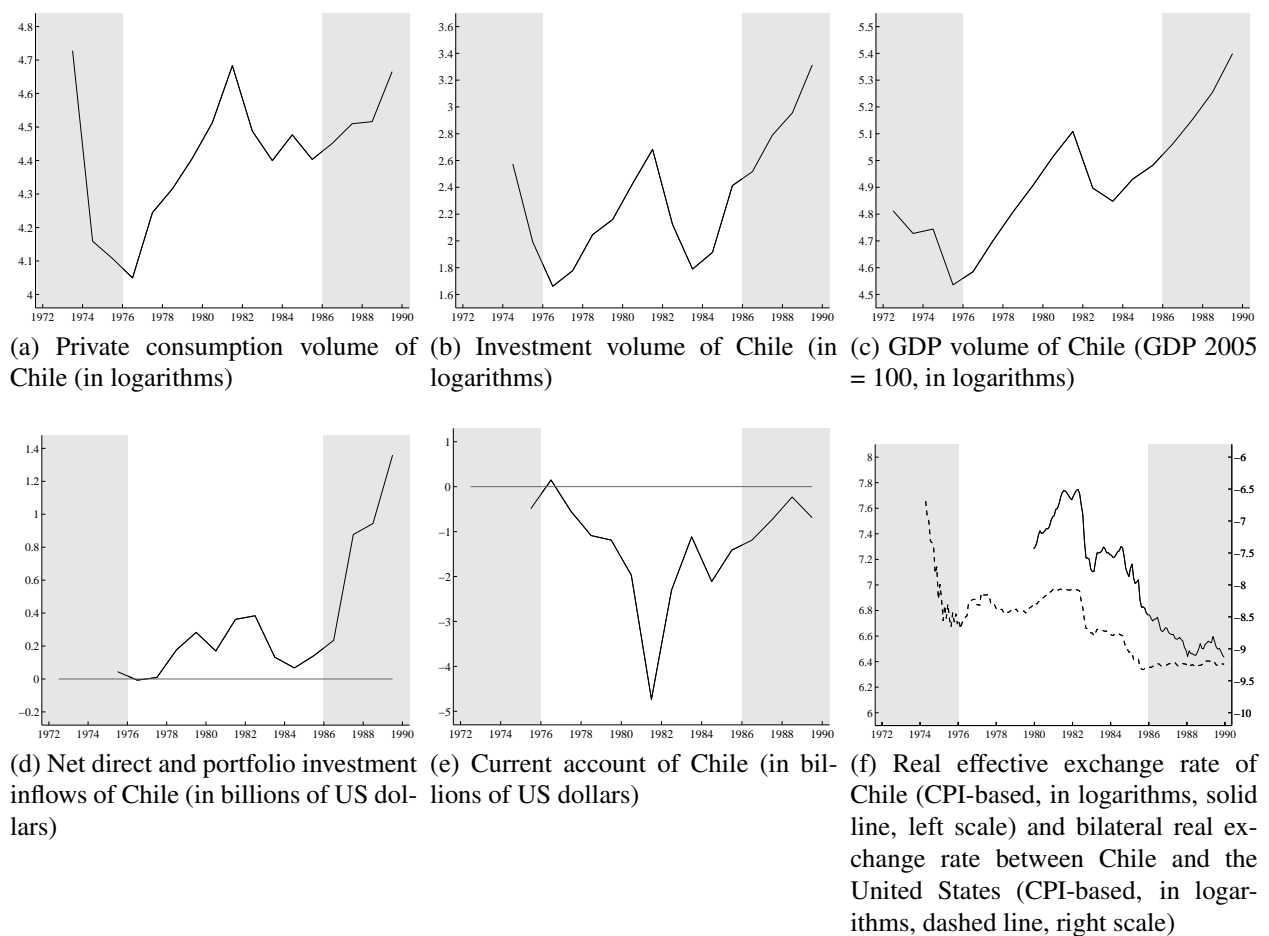 4.8
4.7
4.6
4.5
4.4
4.3
4.2
4.1
4
1972 1974 1976 1978 1980 1982 1984 1986 1988 1990
(a) Private consumption volume of
Chile (in logarithms)
3.6
3.4
3.2
3
2.8
2.6
2.4
2.2
2
1.8
1.6
1972 1974 1976 1978 1980 1982 1984 1986 1988 1990
(b) Investment volume of Chile (in
logarithms)
5.5
5.4
5.3
5.2
5.1
5
4.9
4.8
4.7
4.6
4.5
1972 1974 1976 1978 1980 1982 1984 1986 1988 1990
(c) GDP volume of Chile (GDP 2005
= 100, in logarithms)
1.4
1.2
1
0.8
0.6
0.4
0.2
0
−0.2
1972 1974 1976 1978 1980 1982 1984 1986 1988 1990
(d) Net direct and portfolio investment
inflows of Chile (in billions of US dol-
lars)
1
0
−1
−2
−3
−4
−5
1972 1974 1976 1978 1980 1982 1984 1986 1988 1990
(e) Current account of Chile (in bil-
lions of US dollars)
8
7.8
7.6
7.4
7.2
7
6.8
6.6
6.4
6.2
6
−6
−6.5
−7
−7.5
−8
−8.5
−9
−9.5
−10
1972 1974 1976 1978 1980 1982 1984 1986 1988 1990
(f) Real effective exchange rate of
Chile (CPI-based, in logarithms, solid
line, left scale) and bilateral real ex-
change rate between Chile and the
United States (CPI-based, in logar-
ithms, dashed line, right scale)